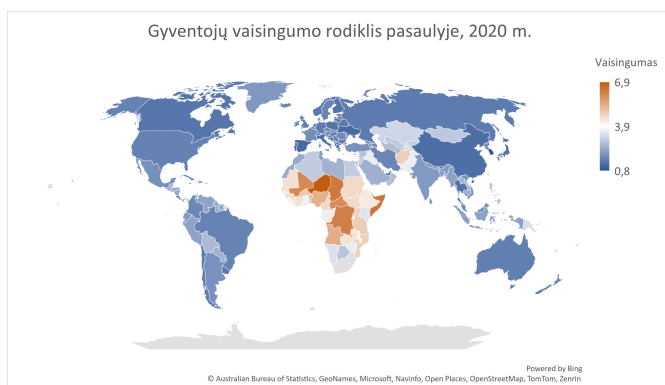 Gyventojų vaisingumo rodiklis pasaulyje, 2020 m.
Vaisingumas
6,9
3,9
0,8
Powered by Bing
© Australian Bureau of Statistics, GeoNames, Microsoft, Navinfo, Open Places, OpenStreetMap, TomTom, Zenrin